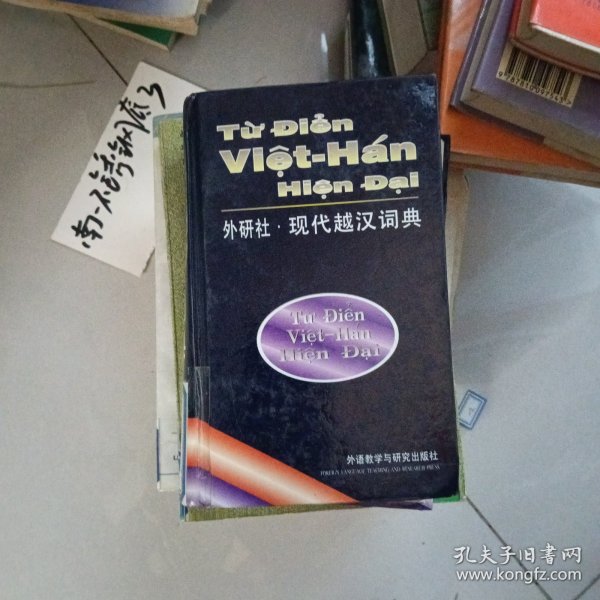 Từ Điển
Việt-Hán
Hiện Đại
外研社·现代越汉词典
Từ Điển
Việt-Hán
Hiện Đại
外语教学与研究出版社
FOREIGN LANGUAGE TEACHING AND RESEARCH PRESS
孔夫子旧书网
www.kongfz.com